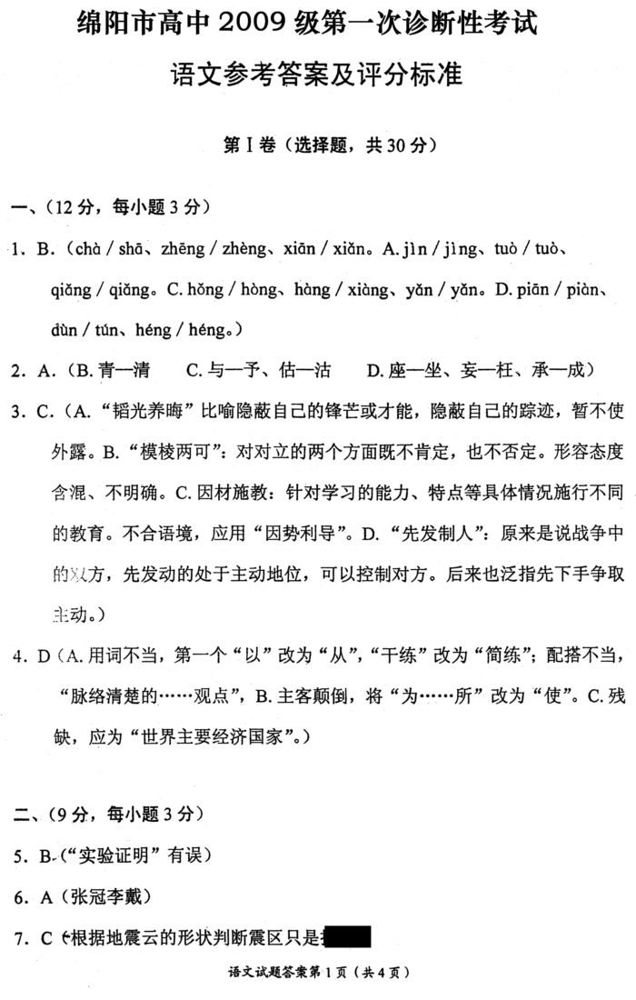 绵阳市高中2009级第一次诊断性考试
语文参考答案及评分标准
第Ⅰ卷（选择题，共30分）
一、（12分，每小题3分）
1．B．（chà / shā、zhēng / zhèng、xiān / xiǎn。A.jìn / jìng、tuò / tuò、
qiǎng / qiǎng。C.hǒng / hòng、hàng / xiàng、yǎn / yǎn。D.piān / piàn、
dùn / tún、héng / héng。）
2．A．（B.青—清 C.与—予、估—沽 D.座—坐、妄—枉、承—成）
3．C．（A.“韬光养晦”比喻隐蔽自己的锋芒或才能，隐蔽自己的踪迹，暂不使
外露。B.“模棱两可”：对对立的两个方面既不肯定，也不否定。形容态度
含混、不明确。C.因材施教：针对学习的能力、特点等具体情况施行不同
的教育。不合语境，应用“因势利导”。D.“先发制人”：原来是说战争中
的双方，先发动的处于主动地位，可以控制对方。后来也泛指先下手争取
主动。）
4．D（A.用词不当，第一个“以”改为“从”，“干练”改为“简练”；配搭不当，
“脉络清楚的……观点”，B.主客颠倒，将“为……所”改为“使”。C.残
缺，应为“世界主要经济国家”。）
二、（9分，每小题3分）
5．B.（“实验证明”有误）
6．A（张冠李戴）
7．C（根据地震云的形状判断震区只是
语文试题答案第1页（共4页）